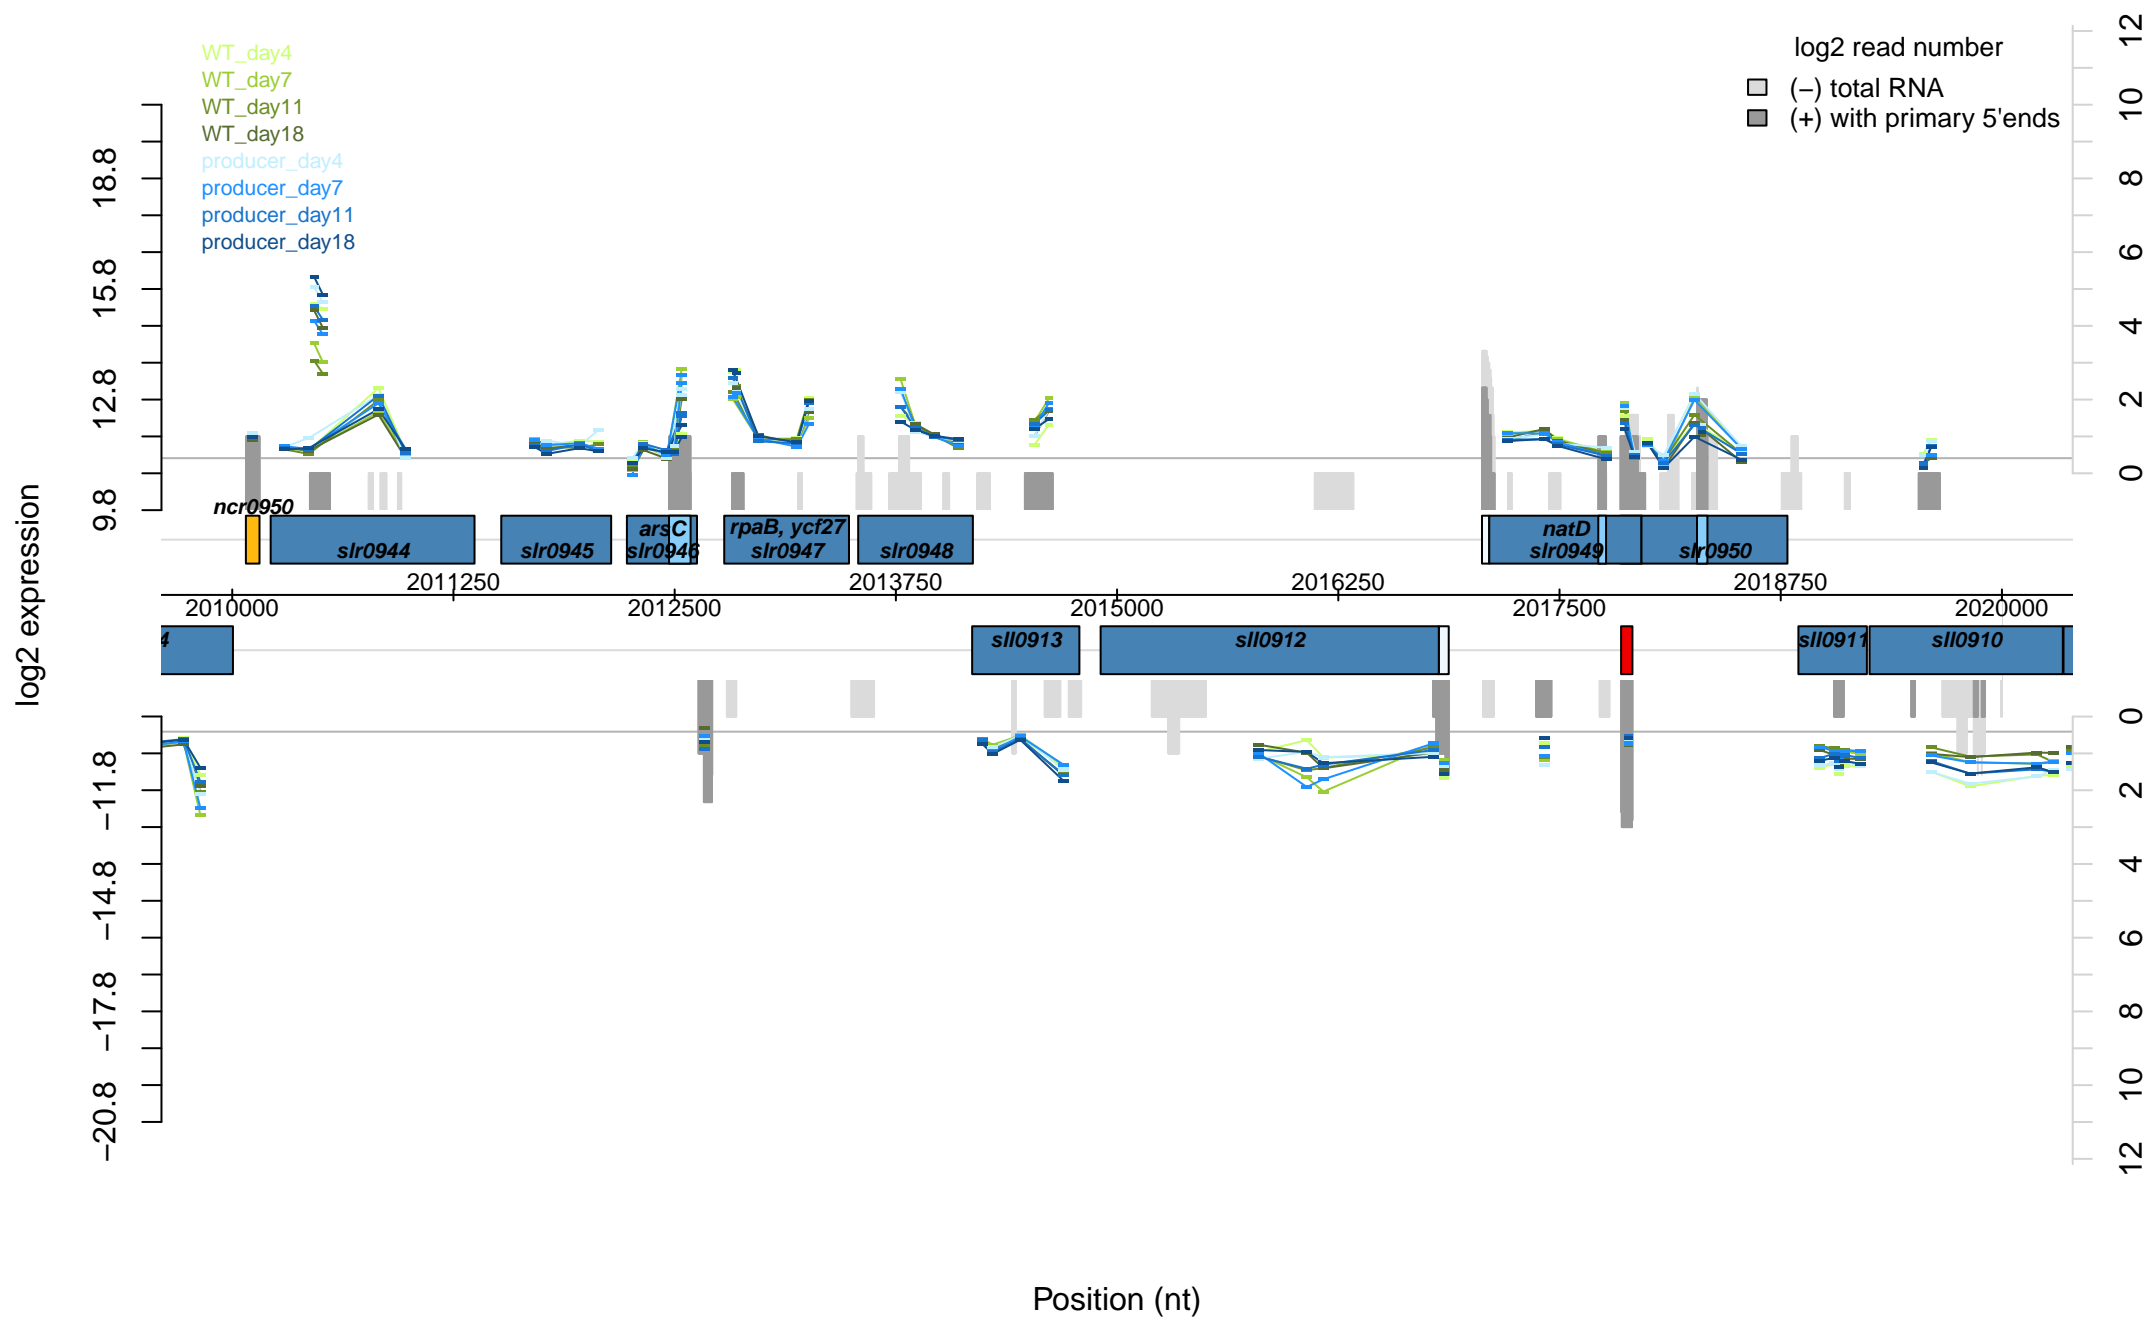 WT_day4
WT_day7
WT_day11
WT_day18
producer_day4
producer_day7
producer_day11
producer_day18
log2 read number
(−) total RNA
(+) with primary 5'ends
log2 expression
18.8
15.8
12.8
9.8
12
10
8
6
4
2
0
ncr0950
slr0944
slr0945
arsC
slr0946
rpaB, ycf27
slr0947
slr0948
natD
slr0949
slr0950
2011250
2013750
2016250
2018750
2010000
2012500
2015000
2017500
2020000
4
sll0913
sll0912
sll0911
sll0910
−11.8
−14.8
−17.8
−20.8
0
2
4
6
8
10
12
Position (nt)